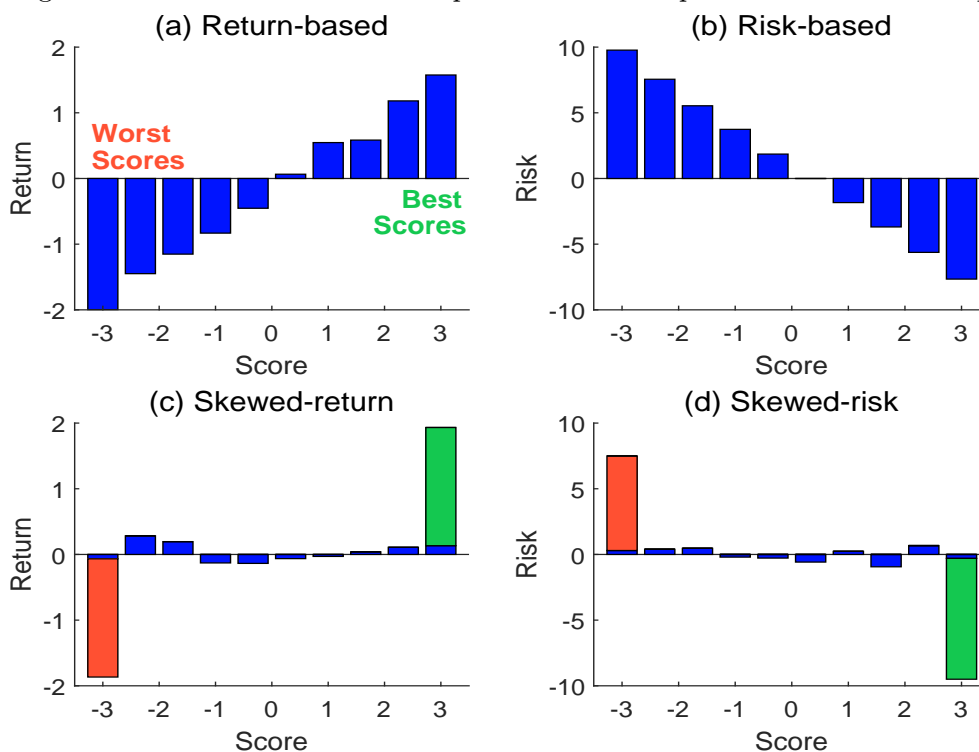 (a) Return-based
2
1
0
-1
-2
Return
Worst
Scores
Best
Scores
-3 -2 -1 0 1 2 3
Score
(b) Risk-based
10
5
0
-5
-10
Risk
-3 -2 -1 0 1 2 3
Score
(c) Skewed-return
2
1
0
-1
-2
Return
-3 -2 -1 0 1 2 3
Score
(d) Skewed-risk
10
5
0
-5
-10
Risk
-3 -2 -1 0 1 2 3
Score